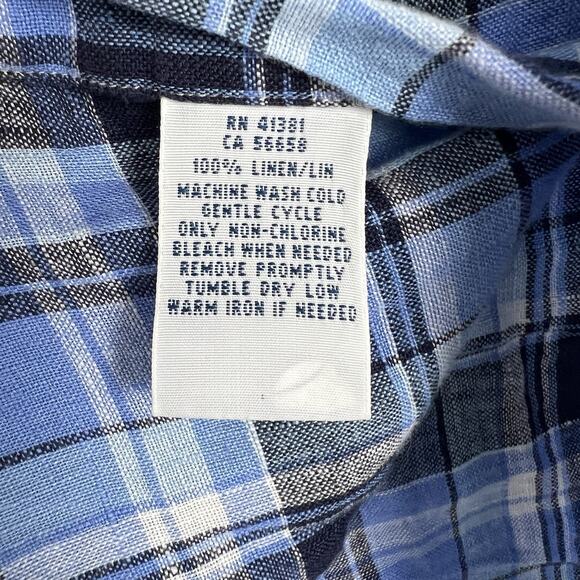 RN 41381
CA 56658
100% LINEN/LIN
MACHINE WASH COLD
GENTLE CYCLE
ONLY NON-CHLORINE
BLEACH WHEN NEEDED
REMOVE PROMPTLY
TUMBLE DRY LOW
WARM IRON IF NEEDED